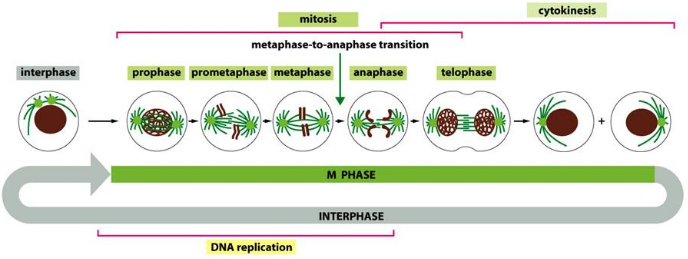 mitosis
cytokinesis
metaphase-to-anaphase transition
interphase
prophase
prometaphase
metaphase
anaphase
telophase
+
M PHASE
INTERPHASE
DNA replication